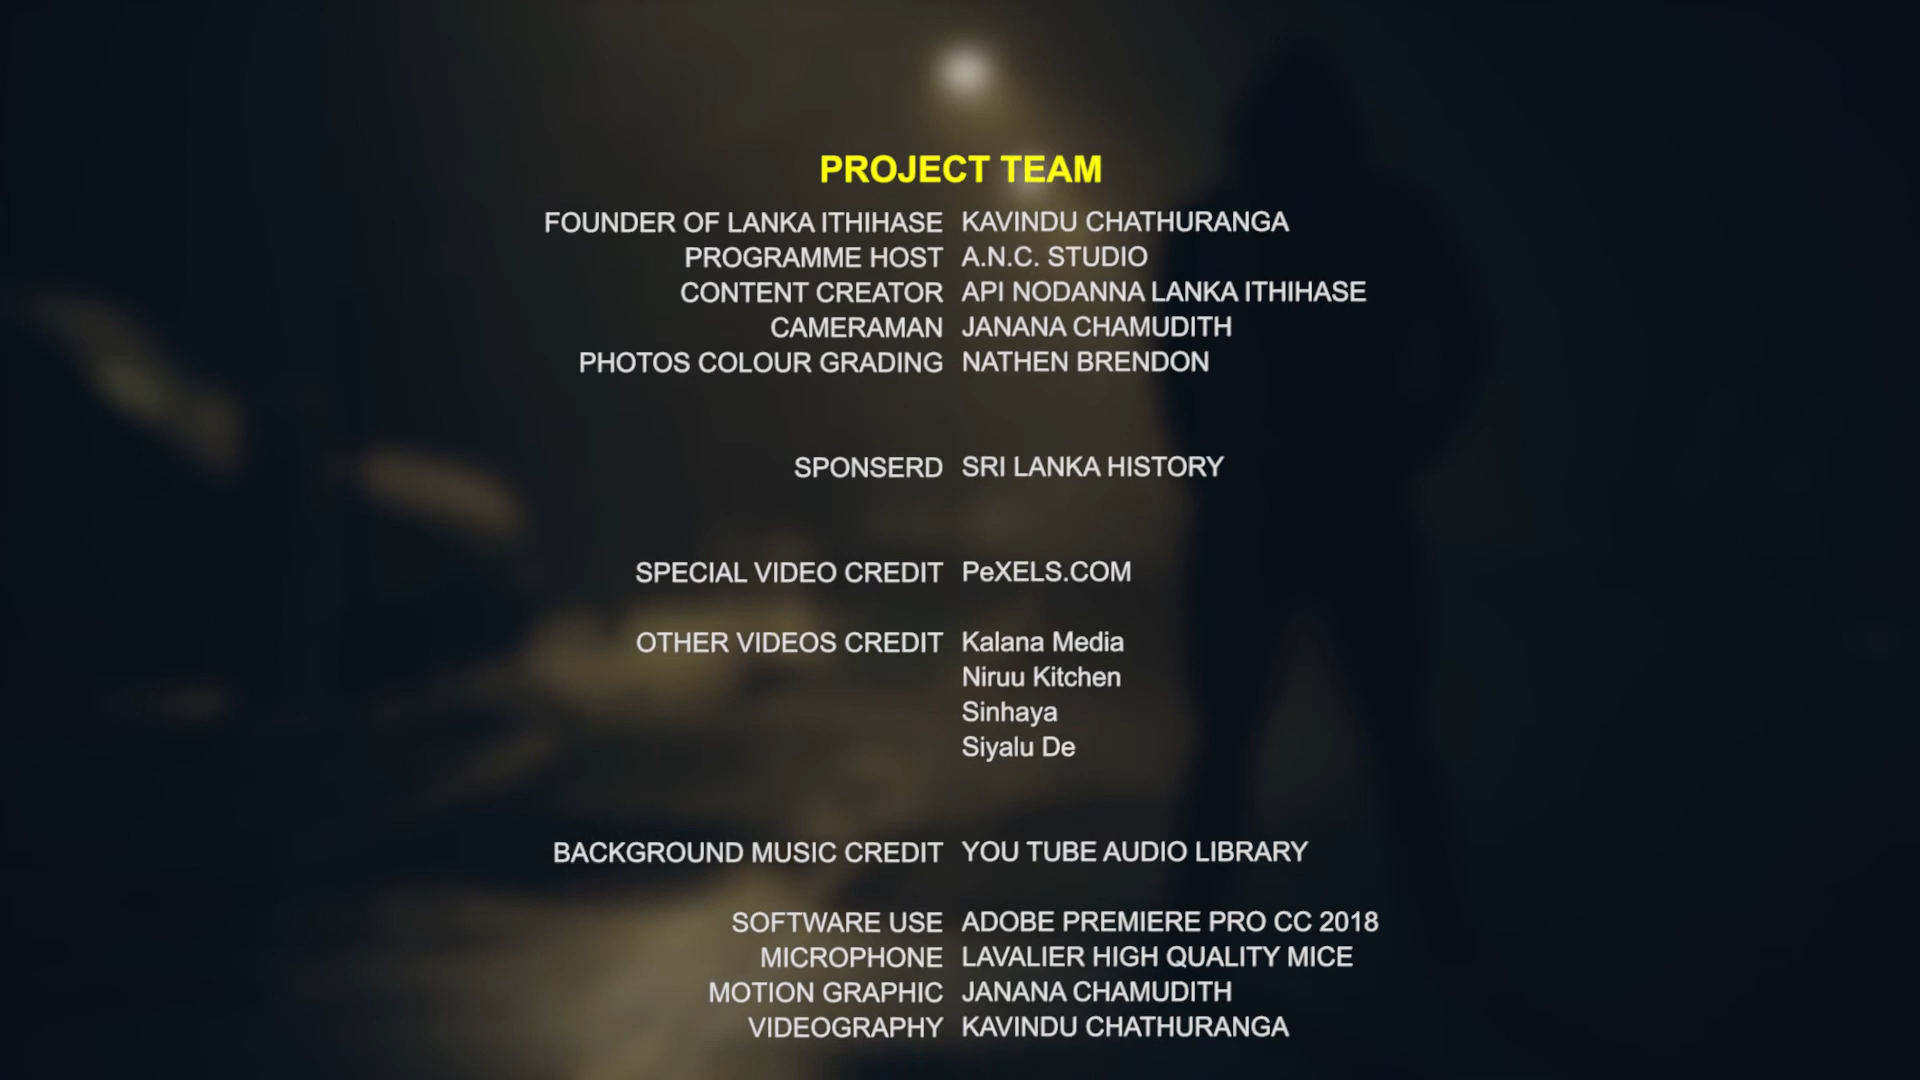 PROJECT TEAM
FOUNDER OF LANKA ITHIHASE KAVINDU CHATHURANGA
PROGRAMME HOST A.N.C. STUDIO
CONTENT CREATOR API NODANNA LANKA ITHIHASE
CAMERAMAN JANANA CHAMUDITH
PHOTOS COLOUR GRADING NATHEN BRENDON
SPONSERD SRI LANKA HISTORY
SPECIAL VIDEO CREDIT PeXELS.COM
OTHER VIDEOS CREDIT Kalana Media
Niruu Kitchen
Sinhaya
Siyalu De
BACKGROUND MUSIC CREDIT YOU TUBE AUDIO LIBRARY
SOFTWARE USE ADOBE PREMIERE PRO CC 2018
MICROPHONE LAVALIER HIGH QUALITY MICE
MOTION GRAPHIC JANANA CHAMUDITH
VIDEOGRAPHY KAVINDU CHATHURANGA